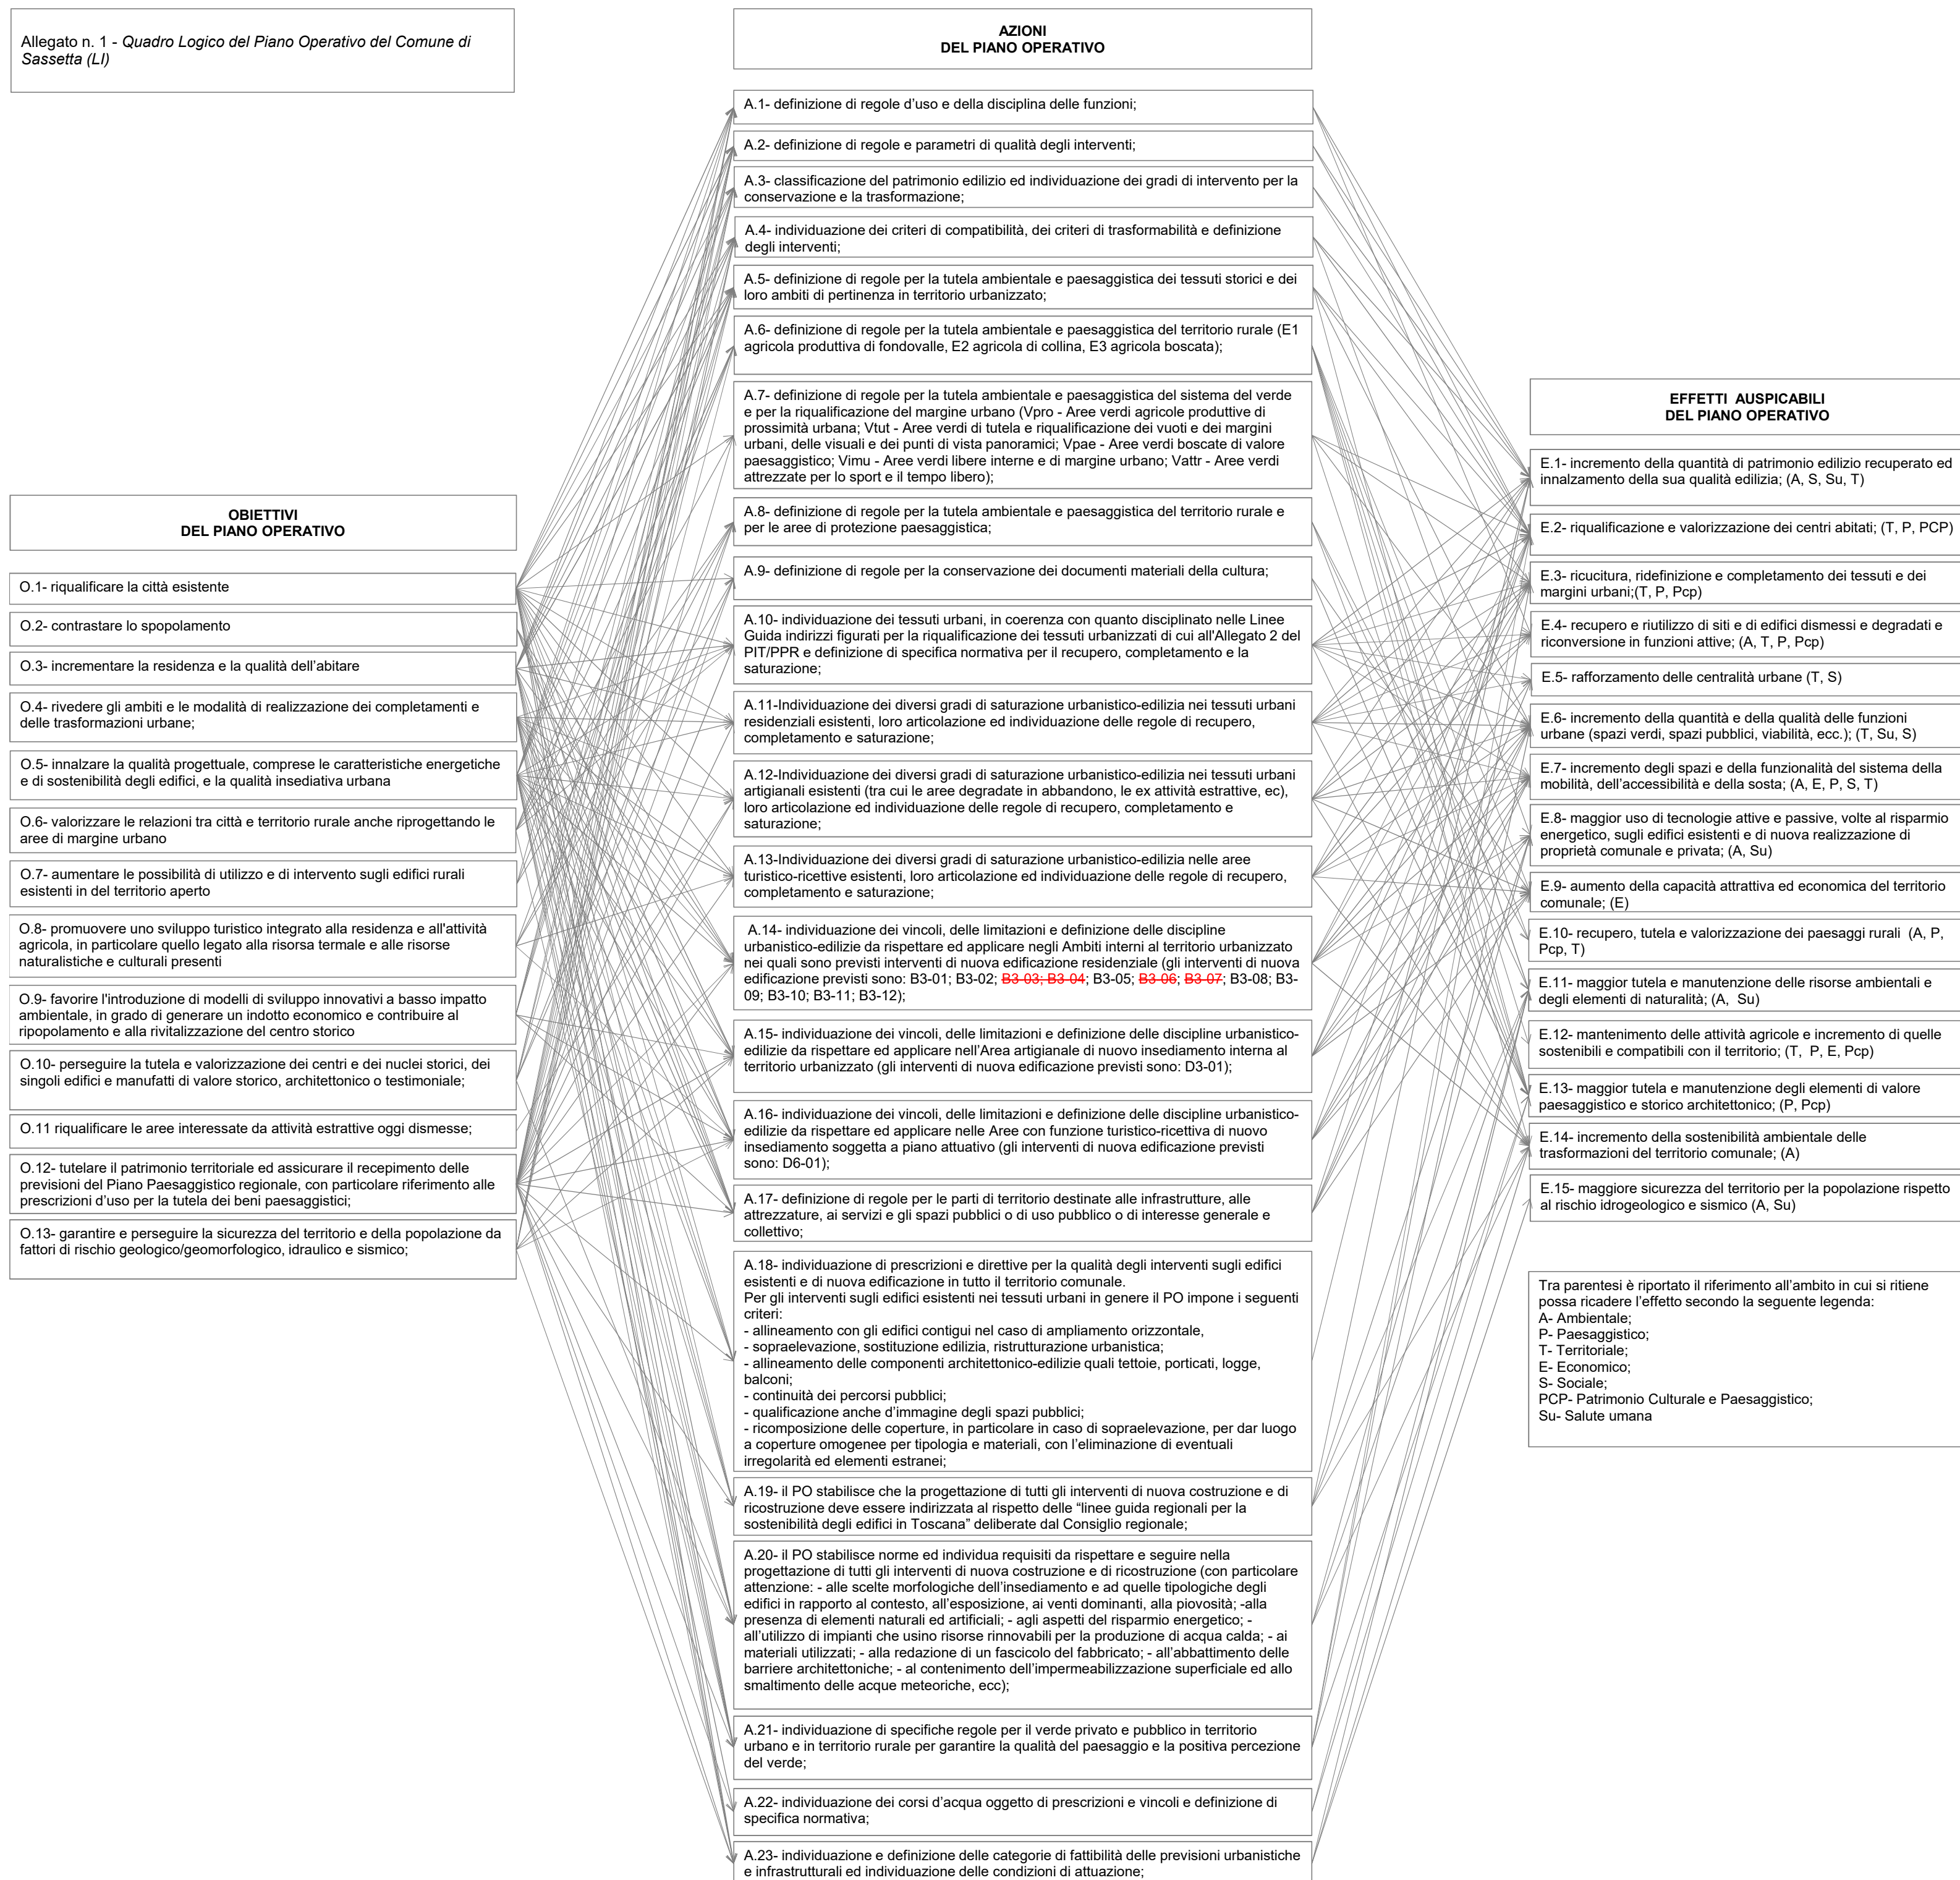 Allegato n. 1 - Quadro Logico del Piano Operativo del Comune di
Sassetta (LI)
OBIETTIVI
DEL PIANO OPERATIVO
O.1- riqualificare la città esistente
O.2- contrastare lo spopolamento
O.3- incrementare la residenza e la qualità dell’abitare
O.4- rivedere gli ambiti e le modalità di realizzazione dei completamenti e
delle trasformazioni urbane;
O.5- innalzare la qualità progettuale, comprese le caratteristiche energetiche
e di sostenibilità degli edifici, e la qualità insediativa urbana
O.6- valorizzare le relazioni tra città e territorio rurale anche riprogettando le
aree di margine urbano
O.7- aumentare le possibilità di utilizzo e di intervento sugli edifici rurali
esistenti in del territorio aperto
O.8- promuovere uno sviluppo turistico integrato alla residenza e all'attività
agricola, in particolare quello legato alla risorsa termale e alle risorse
naturalistiche e culturali presenti
O.9- favorire l'introduzione di modelli di sviluppo innovativi a basso impatto
ambientale, in grado di generare un indotto economico e contribuire al
ripopolamento e alla rivitalizzazione del centro storico
O.10- perseguire la tutela e valorizzazione dei centri e dei nuclei storici, dei
singoli edifici e manufatti di valore storico, architettonico o testimoniale;
O.11 riqualificare le aree interessate da attività estrattive oggi dismesse;
O.12- tutelare il patrimonio territoriale ed assicurare il recepimento delle
previsioni del Piano Paesaggistico regionale, con particolare riferimento alle
prescrizioni d’uso per la tutela dei beni paesaggistici;
O.13- garantire e perseguire la sicurezza del territorio e della popolazione da
fattori di rischio geologico/geomorfologico, idraulico e sismico;
AZIONI
DEL PIANO OPERATIVO
A.1- definizione di regole d’uso e della disciplina delle funzioni;
A.2- definizione di regole e parametri di qualità degli interventi;
A.3- classificazione del patrimonio edilizio ed individuazione dei gradi di intervento per la
conservazione e la trasformazione;
A.4- individuazione dei criteri di compatibilità, dei criteri di trasformabilità e definizione
degli interventi;
A.5- definizione di regole per la tutela ambientale e paesaggistica dei tessuti storici e dei
loro ambiti di pertinenza in territorio urbanizzato;
A.6- definizione di regole per la tutela ambientale e paesaggistica del territorio rurale (E1
agricola produttiva di fondovalle, E2 agricola di collina, E3 agricola boscata);
A.7- definizione di regole per la tutela ambientale e paesaggistica del sistema del verde
e per la riqualificazione del margine urbano (Vpro - Aree verdi agricole produttive di
prossimità urbana; Vtut - Aree verdi di tutela e riqualificazione dei vuoti e dei margini
urbani, delle visuali e dei punti di vista panoramici; Vpae - Aree verdi boscate di valore
paesaggistico; Vimu - Aree verdi libere interne e di margine urbano; Vattr - Aree verdi
attrezzate per lo sport e il tempo libero);
A.8- definizione di regole per la tutela ambientale e paesaggistica del territorio rurale e
per le aree di protezione paesaggistica;
A.9- definizione di regole per la conservazione dei documenti materiali della cultura;
A.10- individuazione dei tessuti urbani, in coerenza con quanto disciplinato nelle Linee
Guida indirizzi figurati per la riqualificazione dei tessuti urbanizzati di cui all'Allegato 2 del
PIT/PPR e definizione di specifica normativa per il recupero, completamento e la
saturazione;
A.11-Individuazione dei diversi gradi di saturazione urbanistico-edilizia nei tessuti urbani
residenziali esistenti, loro articolazione ed individuazione delle regole di recupero,
completamento e saturazione;
A.12-Individuazione dei diversi gradi di saturazione urbanistico-edilizia nei tessuti urbani
artigianali esistenti (tra cui le aree degradate in abbandono, le ex attività estrattive, ec),
loro articolazione ed individuazione delle regole di recupero, completamento e
saturazione;
A.13-Individuazione dei diversi gradi di saturazione urbanistico-edilizia nelle aree
turistico-ricettive esistenti, loro articolazione ed individuazione delle regole di recupero,
completamento e saturazione;
A.14- individuazione dei vincoli, delle limitazioni e definizione delle discipline
urbanistico-edilizie da rispettare ed applicare negli Ambiti interni al territorio urbanizzato
nei quali sono previsti interventi di nuova edificazione residenziale (gli interventi di nuova
edificazione previsti sono: B3-01; B3-02; B3-03; B3-04; B3-05; B3-06; B3-07; B3-08; B3-
09; B3-10; B3-11; B3-12);
A.15- individuazione dei vincoli, delle limitazioni e definizione delle discipline urbanistico-
edilizie da rispettare ed applicare nell’Area artigianale di nuovo insediamento interna al
territorio urbanizzato (gli interventi di nuova edificazione previsti sono: D3-01);
A.16- individuazione dei vincoli, delle limitazioni e definizione delle discipline urbanistico-
edilizie da rispettare ed applicare nelle Aree con funzione turistico-ricettiva di nuovo
insediamento soggetta a piano attuativo (gli interventi di nuova edificazione previsti
sono: D6-01);
A.17- definizione di regole per le parti di territorio destinate alle infrastrutture, alle
attrezzature, ai servizi e gli spazi pubblici o di uso pubblico o di interesse generale e
collettivo;
A.18- individuazione di prescrizioni e direttive per la qualità degli interventi sugli edifici
esistenti e di nuova edificazione in tutto il territorio comunale.
Per gli interventi sugli edifici esistenti nei tessuti urbani in genere il PO impone i seguenti
criteri:
- allineamento con gli edifici contigui nel caso di ampliamento orizzontale,
- sopraelevazione, sostituzione edilizia, ristrutturazione urbanistica;
- allineamento delle componenti architettonico-edilizie quali tettoie, porticati, logge,
balconi;
- continuità dei percorsi pubblici;
- qualificazione anche d’immagine degli spazi pubblici;
- ricomposizione delle coperture, in particolare in caso di sopraelevazione, per dar luogo
a coperture omogenee per tipologia e materiali, con l’eliminazione di eventuali
irregolarità ed elementi estranei;
A.19- il PO stabilisce che la progettazione di tutti gli interventi di nuova costruzione e di
ricostruzione deve essere indirizzata al rispetto delle “linee guida regionali per la
sostenibilità degli edifici in Toscana” deliberate dal Consiglio regionale;
A.20- il PO stabilisce norme ed individua requisiti da rispettare e seguire nella
progettazione di tutti gli interventi di nuova costruzione e di ricostruzione (con particolare
attenzione: - alle scelte morfologiche dell’insediamento e ad quelle tipologiche degli
edifici in rapporto al contesto, all’esposizione, ai venti dominanti, alla piovosità; -alla
presenza di elementi naturali ed artificiali; - agli aspetti del risparmio energetico; -
all’utilizzo di impianti che usino risorse rinnovabili per la produzione di acqua calda; - ai
materiali utilizzati; - alla redazione di un fascicolo del fabbricato; - all’abbattimento delle
barriere architettoniche; - al contenimento dell’impermeabilizzazione superficiale ed allo
smaltimento delle acque meteoriche, ecc);
A.21- individuazione di specifiche regole per il verde privato e pubblico in territorio
urbano e in territorio rurale per garantire la qualità del paesaggio e la positiva percezione
del verde;
A.22- individuazione dei corsi d’acqua oggetto di prescrizioni e vincoli e definizione di
specifica normativa;
A.23- individuazione e definizione delle categorie di fattibilità delle previsioni urbanistiche
e infrastrutturali ed individuazione delle condizioni di attuazione;
EFFETTI AUSPICABILI
DEL PIANO OPERATIVO
E.1- incremento della quantità di patrimonio edilizio recuperato ed
innalzamento della sua qualità edilizia; (A, S, Su, T)
E.2- riqualificazione e valorizzazione dei centri abitati; (T, P, PCP)
E.3- ricucitura, ridefinizione e completamento dei tessuti e dei
margini urbani;(T, P, Pcp)
E.4- recupero e riutilizzo di siti e di edifici dismessi e degradati e
riconversione in funzioni attive; (A, T, P, Pcp)
E.5- rafforzamento delle centralità urbane (T, S)
E.6- incremento della quantità e della qualità delle funzioni
urbane (spazi verdi, spazi pubblici, viabilità, ecc.); (T, Su, S)
E.7- incremento degli spazi e della funzionalità del sistema della
mobilità, dell’accessibilità e della sosta; (A, E, P, S, T)
E.8- maggior uso di tecnologie attive e passive, volte al risparmio
energetico, sugli edifici esistenti e di nuova realizzazione di
proprietà comunale e privata; (A, Su)
E.9- aumento della capacità attrattiva ed economica del territorio
comunale; (E)
E.10- recupero, tutela e valorizzazione dei paesaggi rurali (A, P,
Pcp, T)
E.11- maggior tutela e manutenzione delle risorse ambientali e
degli elementi di naturalità; (A, Su)
E.12- mantenimento delle attività agricole e incremento di quelle
sostenibili e compatibili con il territorio; (T, P, E, Pcp)
E.13- maggior tutela e manutenzione degli elementi di valore
paesaggistico e storico architettonico; (P, Pcp)
E.14- incremento della sostenibilità ambientale delle
trasformazioni del territorio comunale; (A)
E.15- maggiore sicurezza del territorio per la popolazione rispetto
al rischio idrogeologico e sismico (A, Su)
Tra parentesi è riportato il riferimento all’ambito in cui si ritiene
possa ricadere l’effetto secondo la seguente legenda:
A- Ambientale;
P- Paesaggistico;
T- Territoriale;
E- Economico;
S- Sociale;
PCP- Patrimonio Culturale e Paesaggistico;
Su- Salute umana